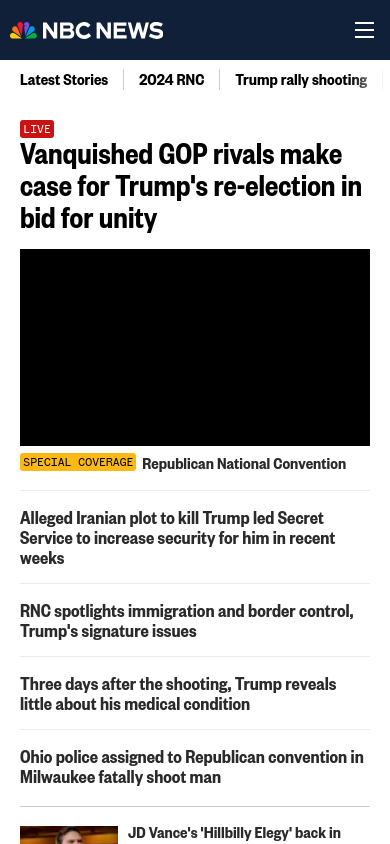 NBC NEWS
Latest Stories
2024 RNC
Trump rally shooting
LIVE
Vanquished GOP rivals make
case for Trump's re-election in
bid for unity
SPECIAL COVERAGE Republican National Convention
Alleged Iranian plot to kill Trump led Secret
Service to increase security for him in recent
weeks
RNC spotlights immigration and border control,
Trump's signature issues
Three days after the shooting, Trump reveals
little about his medical condition
Ohio police assigned to Republican convention in
Milwaukee fatally shoot man
JD Vance's 'Hillbilly Elegy' back in